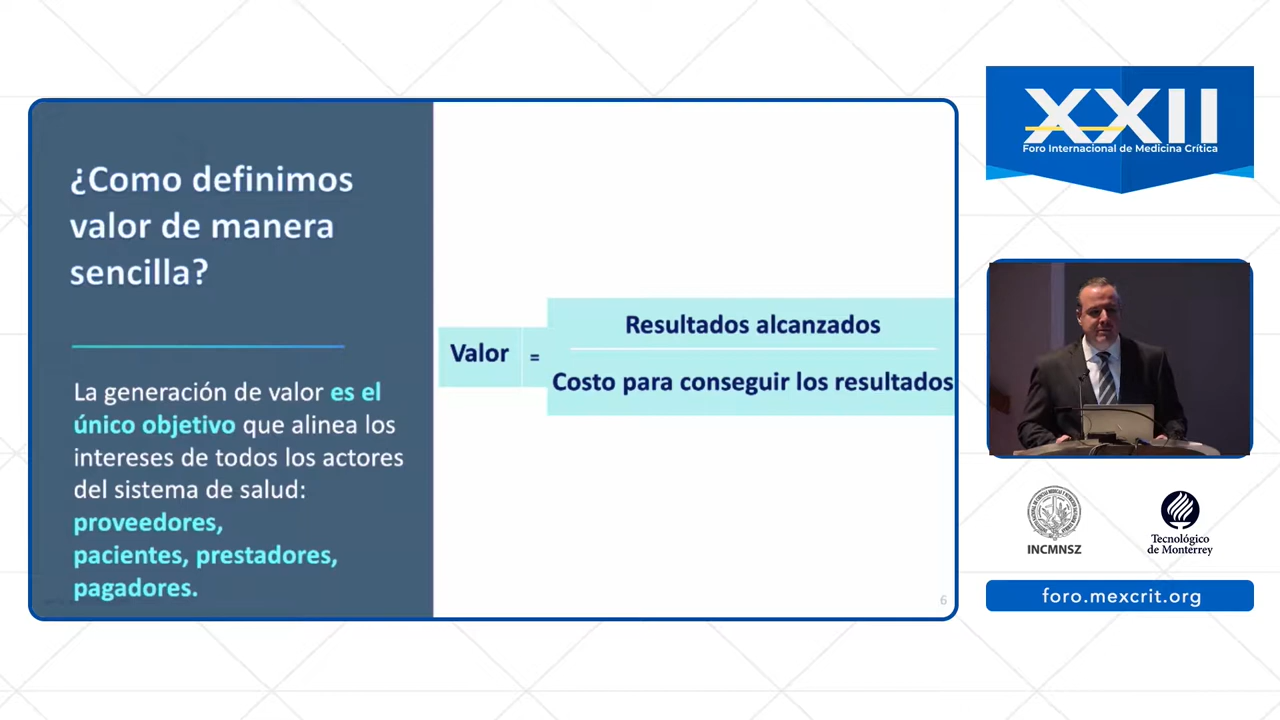 ¿Como definimos
valor de manera
sencilla?
La generación de valor es el
único objetivo que alinea los
intereses de todos los actores
del sistema de salud:
proveedores,
pacientes, prestadores,
pagadores.
Valor
=
Resultados alcanzados
Costo para conseguir los resultados
6
XXII
Foro Internacional de Medicina Crítica
INCMNSZ
Tecnológico
de Monterrey
foro.mexcrit.org